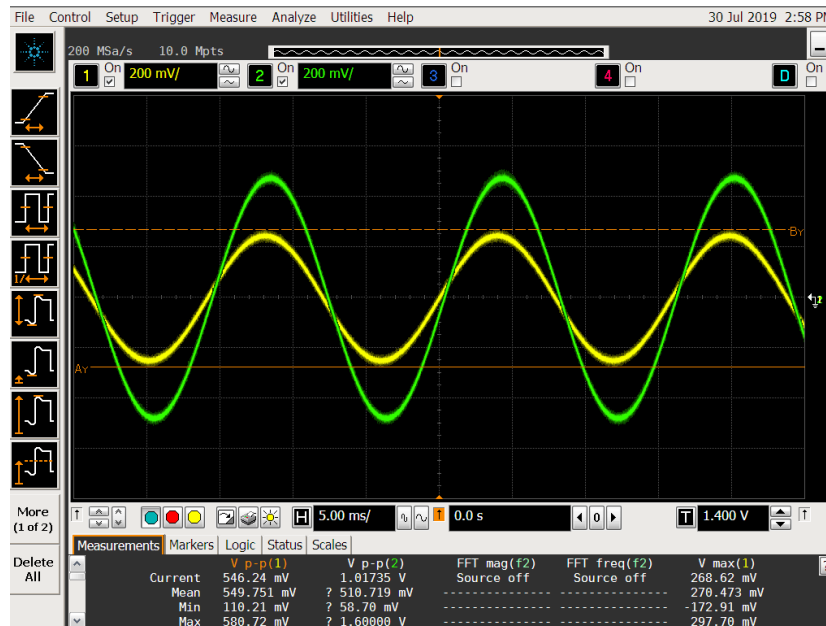 File Control Setup Trigger Measure Analyze Utilities Help 30 Jul 2019 2:58 PM
200 MSa/s 10.0 Mpts
1 On 200 mV/ 2 On 200 mV/ 3 On 4 On D On
BY
AY
1/
More
(1 of 2)
Delete
All
H 5.00 ms/ 0.0 s 0 T 1.400 V
Measurements Markers Logic Status Scales
V p-p(1) V p-p(2) FFT mag(f2) FFT freq(f2) V max(1)
Current 546.24 mV 1.01735 V Source off Source off 268.62 mV
Mean 549.751 mV ? 510.719 mV --------------- --------------- 270.473 mV
Min 110.21 mV ? 58.70 mV --------------- --------------- -172.91 mV
Max 580.72 mV ? 1.60000 V --------------- --------------- 297.70 mV